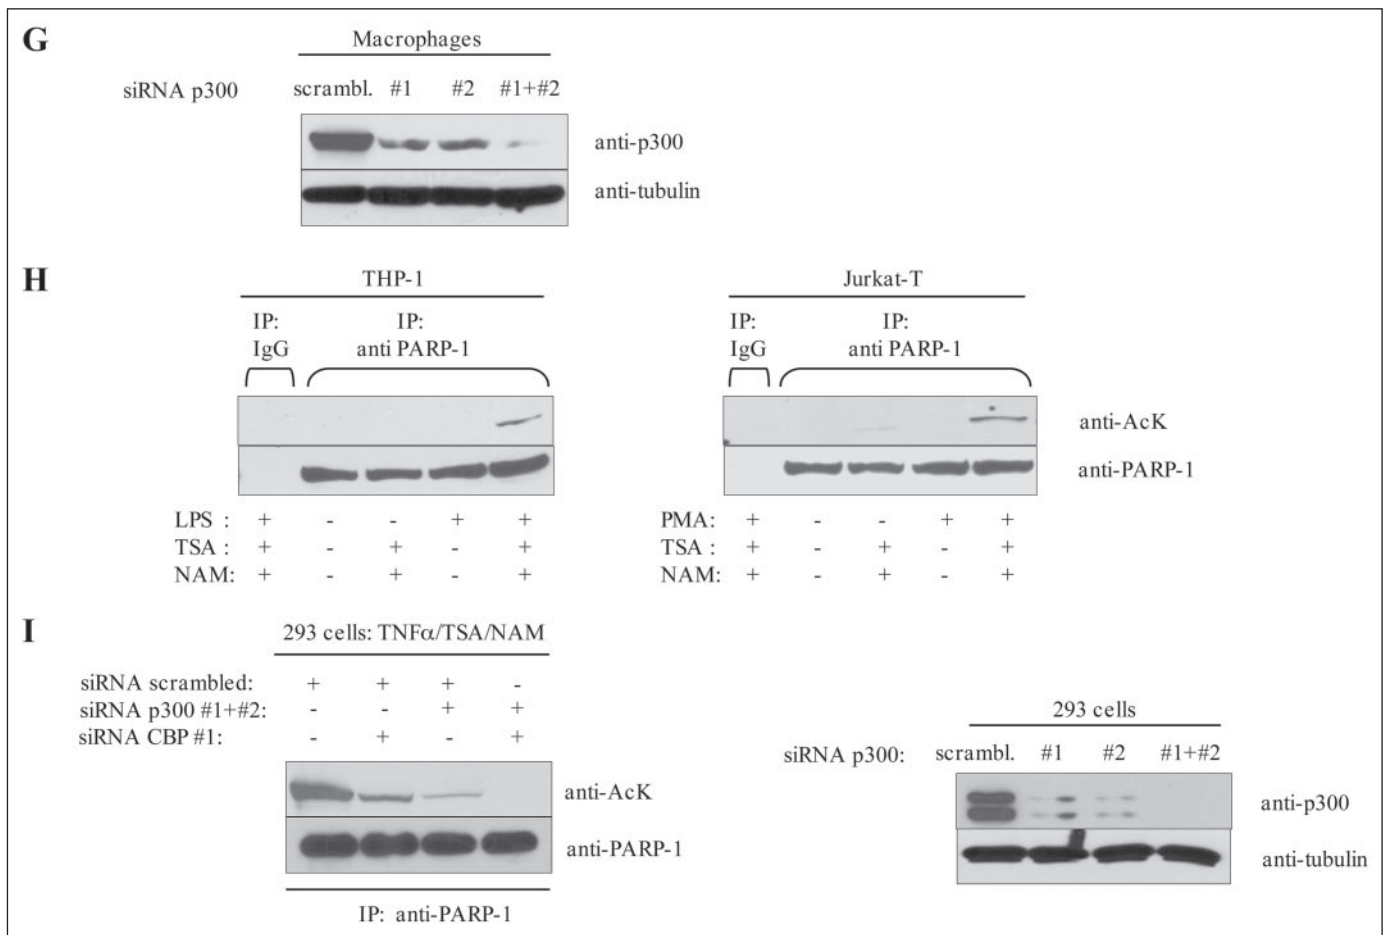 G
Macrophages
siRNA p300 scrambl. #1 #2 #1+#2
anti-p300
anti-tubulin
H
THP-1
IP: IP:
IgG anti PARP-1
LPS : + - - + +
TSA : + - + - +
NAM: + - + - +
Jurkat-T
IP: IP:
IgG anti PARP-1
anti-AcK
anti-PARP-1
PMA: + - - + +
TSA : + - + - +
NAM: + - + - +
I
293 cells: TNFα/TSA/NAM
siRNA scrambled: + + + -
siRNA p300 #1+#2: - - + +
siRNA CBP #1: - + - +
anti-AcK
anti-PARP-1
IP: anti-PARP-1
293 cells
siRNA p300: scrambl. #1 #2 #1+#2
anti-p300
anti-tubulin